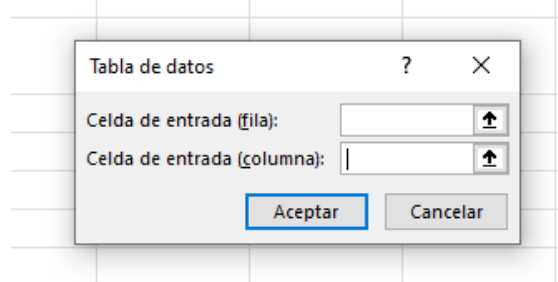 Tabla de datos ?
Celda de entrada (fila):
Celda de entrada (columna):
Aceptar Cancelar